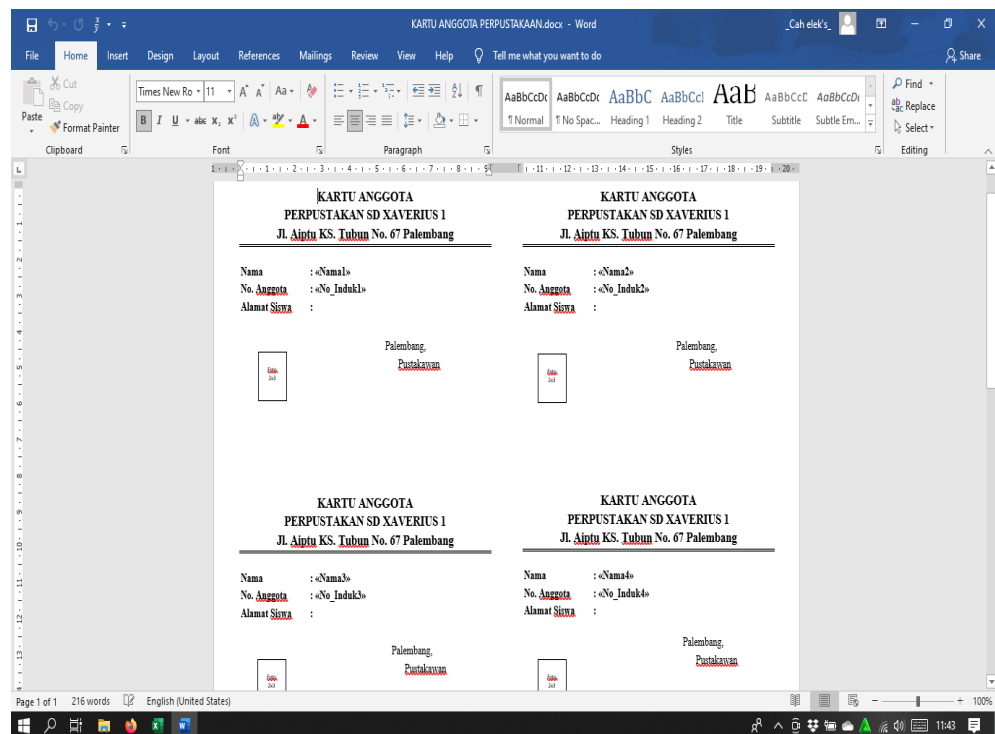 KARTU ANGGOTA PERPUSTAKAAN.docx - Word
_Cah elek's_
File Home Insert Design Layout References Mailings Review View Help Tell me what you want to do Share
Cut
Copy
Format Painter
Paste
Times New Ro 11
Clipboard Font Paragraph Styles Editing
AaBbCcDc AaBbCcDc AaBbC AaBbCcI AaB AaBbCcD AaBbCcDc
¶ Normal ¶ No Spac... Heading 1 Heading 2 Title Subtitle Subtle Em...
Find
Replace
Select
KARTU ANGGOTA
PERPUSTAKAN SD XAVERIUS 1
Jl. Aiptu KS. Tubun No. 67 Palembang
Nama : «Nama1»
No. Anggota : «No_Induk1»
Alamat Siswa :
Palembang,
Pustakawan
2x3
KARTU ANGGOTA
PERPUSTAKAN SD XAVERIUS 1
Jl. Aiptu KS. Tubun No. 67 Palembang
Nama : «Nama2»
No. Anggota : «No_Induk2»
Alamat Siswa :
Palembang,
Pustakawan
2x3
KARTU ANGGOTA
PERPUSTAKAN SD XAVERIUS 1
Jl. Aiptu KS. Tubun No. 67 Palembang
Nama : «Nama3»
No. Anggota : «No_Induk3»
Alamat Siswa :
Palembang,
Pustakawan
2x3
KARTU ANGGOTA
PERPUSTAKAN SD XAVERIUS 1
Jl. Aiptu KS. Tubun No. 67 Palembang
Nama : «Nama4»
No. Anggota : «No_Induk4»
Alamat Siswa :
Palembang,
Pustakawan
2x3
Page 1 of 1 216 words English (United States) 100%
11:43